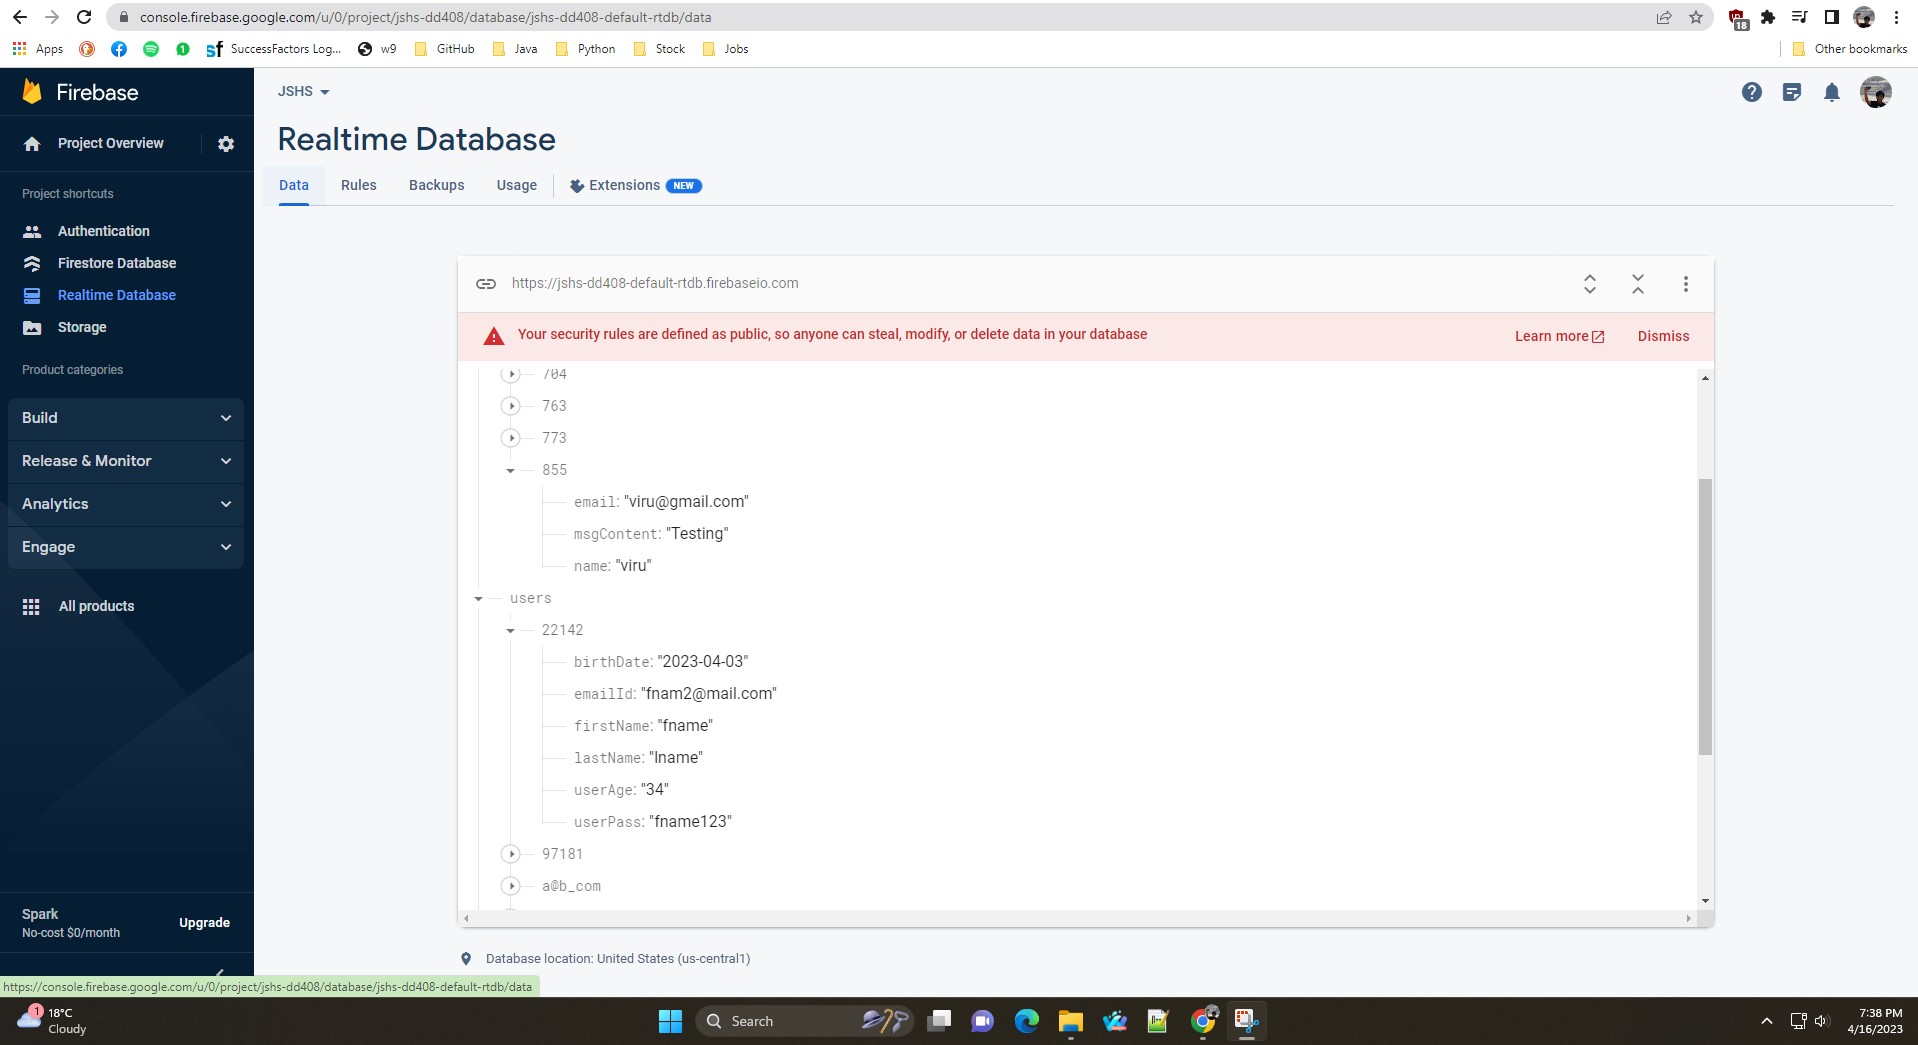 console.firebase.google.com/u/0/project/jshs-dd408/database/jshs-dd408-default-rtdb/data
18
Apps
1
SuccessFactors Log...
w9
GitHub
Java
Python
Stock
Jobs
Other bookmarks
Firebase
Project Overview
Project shortcuts
Authentication
Firestore Database
Realtime Database
Storage
Product categories
Build
Release & Monitor
Analytics
Engage
All products
Spark
No-cost $0/month
Upgrade
JSHS
Realtime Database
Data
Rules
Backups
Usage
Extensions NEW
https://jshs-dd408-default-rtdb.firebaseio.com
Your security rules are defined as public, so anyone can steal, modify, or delete data in your database
Learn more
Dismiss
704
763
773
855
email: "viru@gmail.com"
msgContent: "Testing"
name: "viru"
users
22142
birthDate: "2023-04-03"
emailId: "fnam2@mail.com"
firstName: "fname"
lastName: "lname"
userAge: "34"
userPass: "fname123"
97181
a@b_com
Database location: United States (us-central1)
https://console.firebase.google.com/u/0/project/jshs-dd408/database/jshs-dd408-default-rtdb/data
1
18°C
Cloudy
Search
7:38 PM
4/16/2023